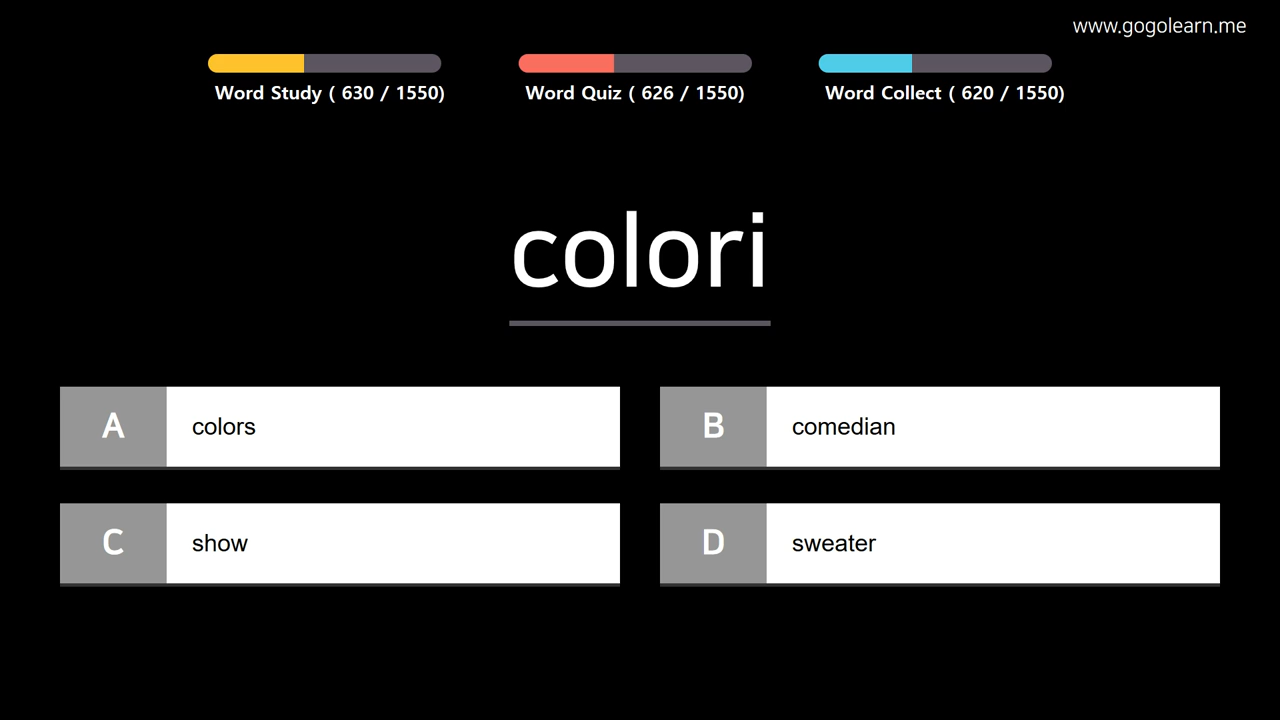 www.gogolearn.me
Word Study ( 630 / 1550)
Word Quiz ( 626 / 1550)
Word Collect ( 620 / 1550)
colori
A
colors
B
comedian
C
show
D
sweater